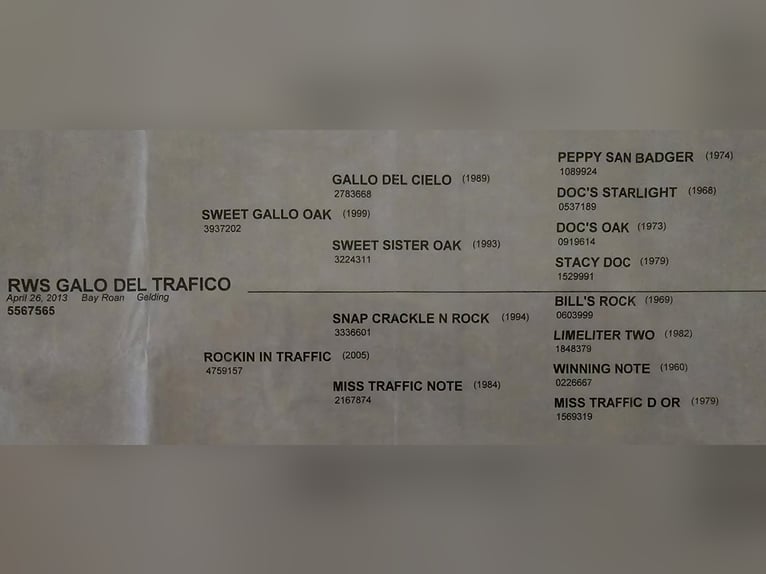 PEPPY SAN BADGER (1974)
1089924
GALLO DEL CIELO (1989)
2783668
DOC'S STARLIGHT (1968)
0537189
SWEET GALLO OAK (1999)
3937202
DOC'S OAK (1973)
0919614
SWEET SISTER OAK (1993)
3224311
STACY DOC (1979)
1529991
RWS GALO DEL TRAFICO
April 26, 2013 Bay Roan Gelding
5567565
BILL'S ROCK (1969)
0603999
SNAP CRACKLE N ROCK (1994)
3336601
LIMELITER TWO (1982)
1848379
ROCKIN IN TRAFFIC (2005)
4759157
WINNING NOTE (1960)
0226667
MISS TRAFFIC NOTE (1984)
2167874
MISS TRAFFIC D OR (1979)
1569319